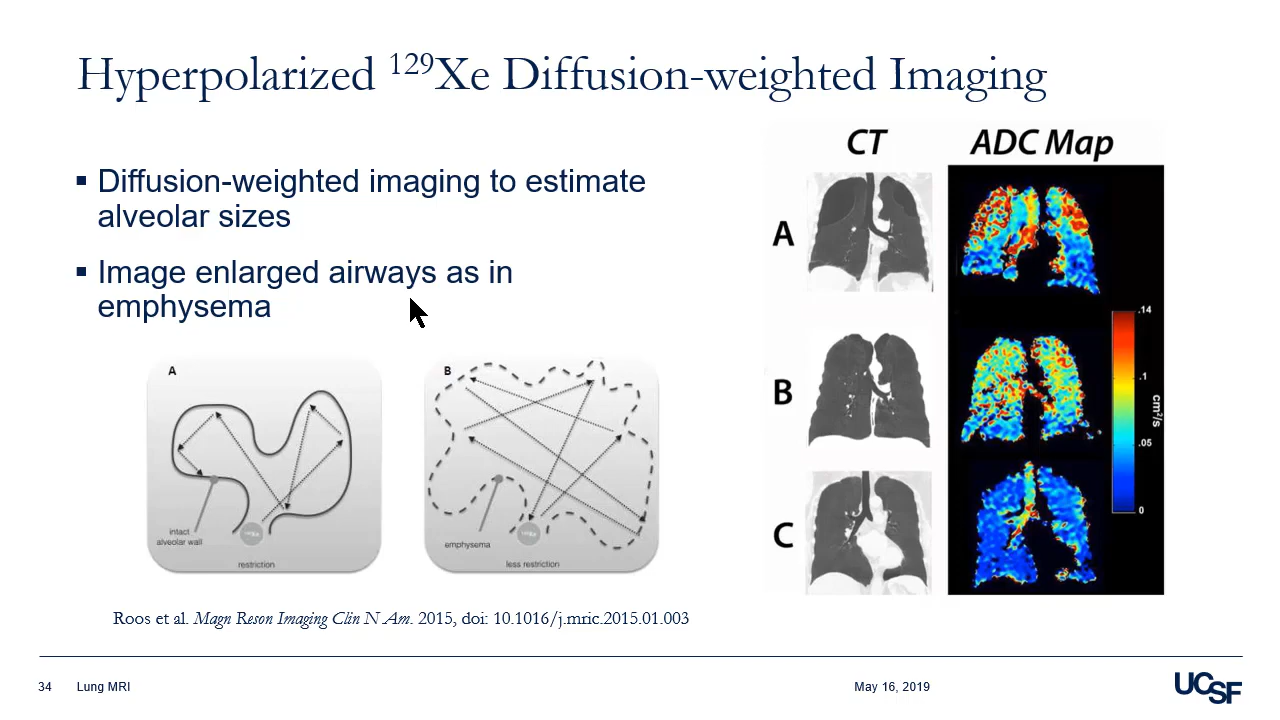 Hyperpolarized ¹²⁹Xe Diffusion-weighted Imaging
▪ Diffusion-weighted imaging to estimate
alveolar sizes
▪ Image enlarged airways as in
emphysema
A
intact
alveolar wall
restriction
B
emphysema
less restriction
CT
ADC Map
A
B
C
.14
.1
.05
0
cm²/s
Roos et al. Magn Reson Imaging Clin N Am. 2015, doi: 10.1016/j.mric.2015.01.003
34
Lung MRI
May 16, 2019
UCSF